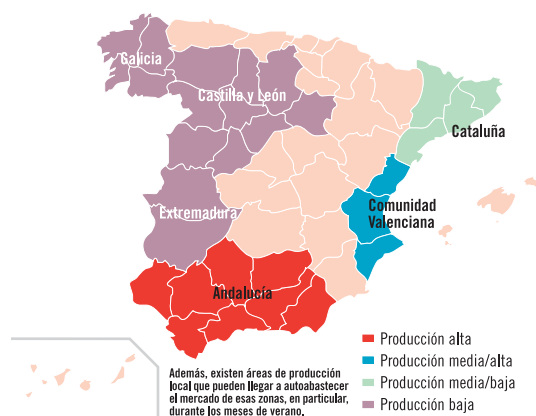 Galicia
Castilla y León
Cataluña
Extremadura
Comunidad
Valenciana
Andalucía
Producción alta
Producción media/alta
Producción media/baja
Producción baja
Además, existen áreas de producción
local que pueden llegar a autoabastecer
el mercado de esas zonas, en particular,
durante los meses de verano.